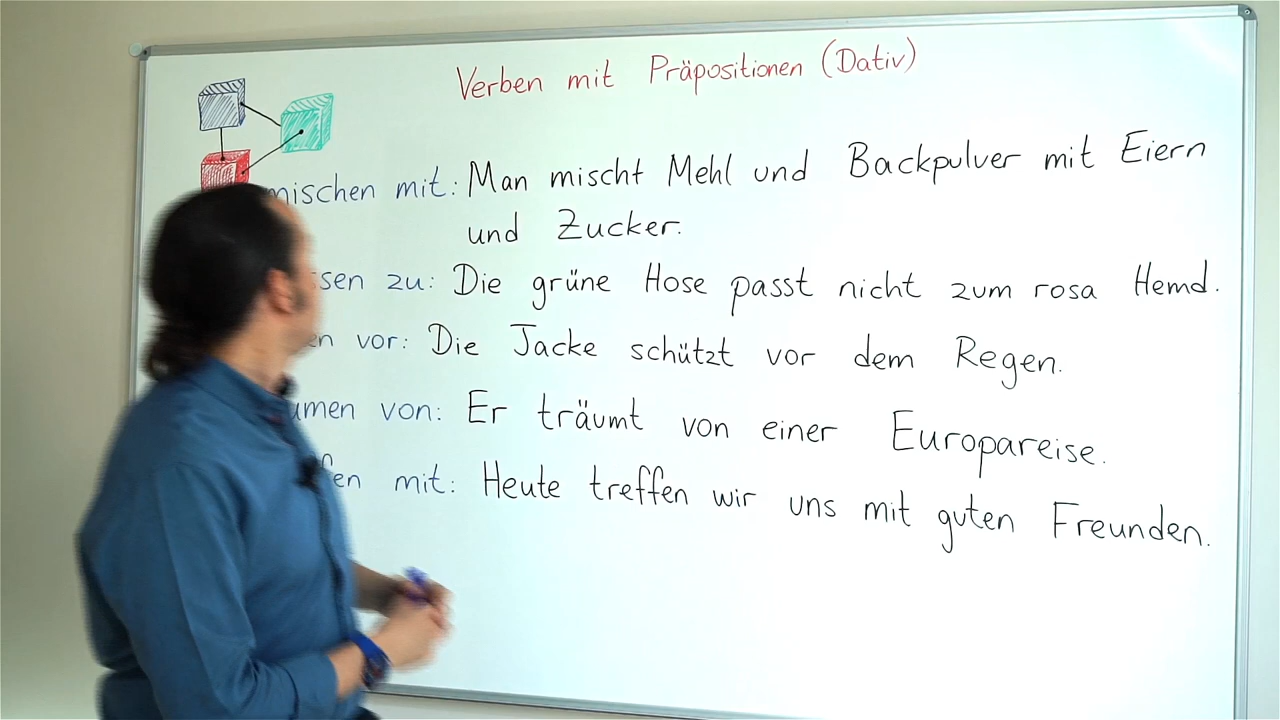 Verben mit Präpositionen (Dativ)
mischen mit: Man mischt Mehl und Backpulver mit Eiern
und Zucker.
ssen zu: Die grüne Hose passt nicht zum rosa Hemd.
en vor: Die Jacke schützt vor dem Regen.
umen von: Er träumt von einer Europareise.
ffen mit: Heute treffen wir uns mit guten Freunden.